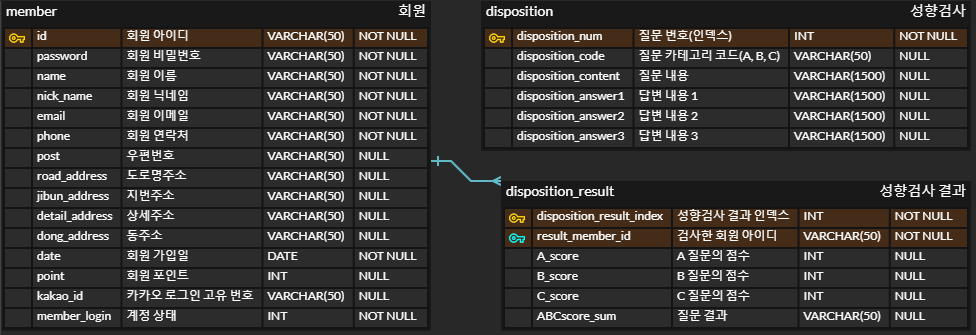 member 회원
id 회원 아이디 VARCHAR(50) NOT NULL
password 회원 비밀번호 VARCHAR(50) NOT NULL
name 회원 이름 VARCHAR(50) NOT NULL
nick_name 회원 닉네임 VARCHAR(50) NOT NULL
email 회원 이메일 VARCHAR(50) NOT NULL
phone 회원 연락처 VARCHAR(50) NOT NULL
post 우편번호 VARCHAR(50) NULL
road_address 도로명주소 VARCHAR(50) NULL
jibun_address 지번주소 VARCHAR(50) NULL
detail_address 상세주소 VARCHAR(50) NULL
dong_address 동주소 VARCHAR(50) NULL
date 회원 가입일 DATE NOT NULL
point 회원 포인트 INT NULL
kakao_id 카카오 로그인 고유 번호 VARCHAR(50) NULL
member_login 계정 상태 INT NOT NULL
disposition 성향검사
disposition_num 질문 번호(인덱스) INT NOT NULL
disposition_code 질문 카테고리 코드(A, B, C) VARCHAR(50) NULL
disposition_content 질문 내용 VARCHAR(1500) NULL
disposition_answer1 답변 내용 1 VARCHAR(1500) NULL
disposition_answer2 답변 내용 2 VARCHAR(1500) NULL
disposition_answer3 답변 내용 3 VARCHAR(1500) NULL
disposition_result 성향검사 결과
disposition_result_index 성향검사 결과 인덱스 INT NOT NULL
result_member_id 검사한 회원 아이디 VARCHAR(50) NOT NULL
A_score A 질문의 점수 INT NULL
B_score B 질문의 점수 INT NULL
C_score C 질문의 점수 INT NULL
ABCscore_sum 질문 결과 VARCHAR(50) NULL